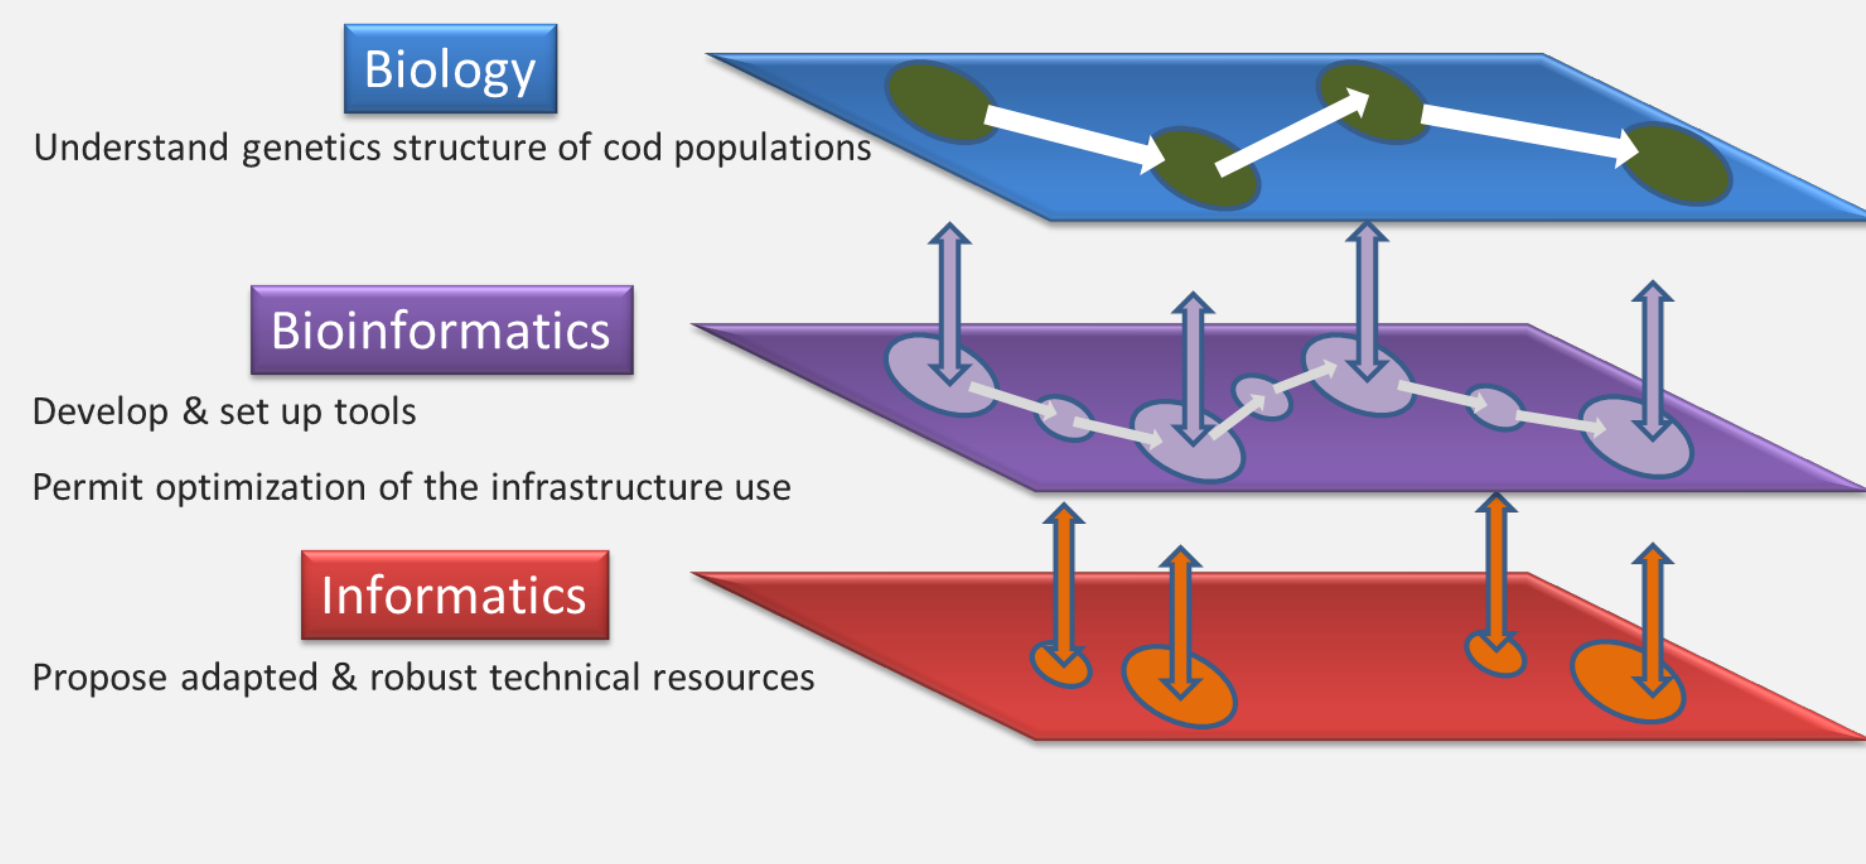 Biology
Understand genetics structure of cod populations
Bioinformatics
Develop & set up tools
Permit optimization of the infrastructure use
Informatics
Propose adapted & robust technical resources